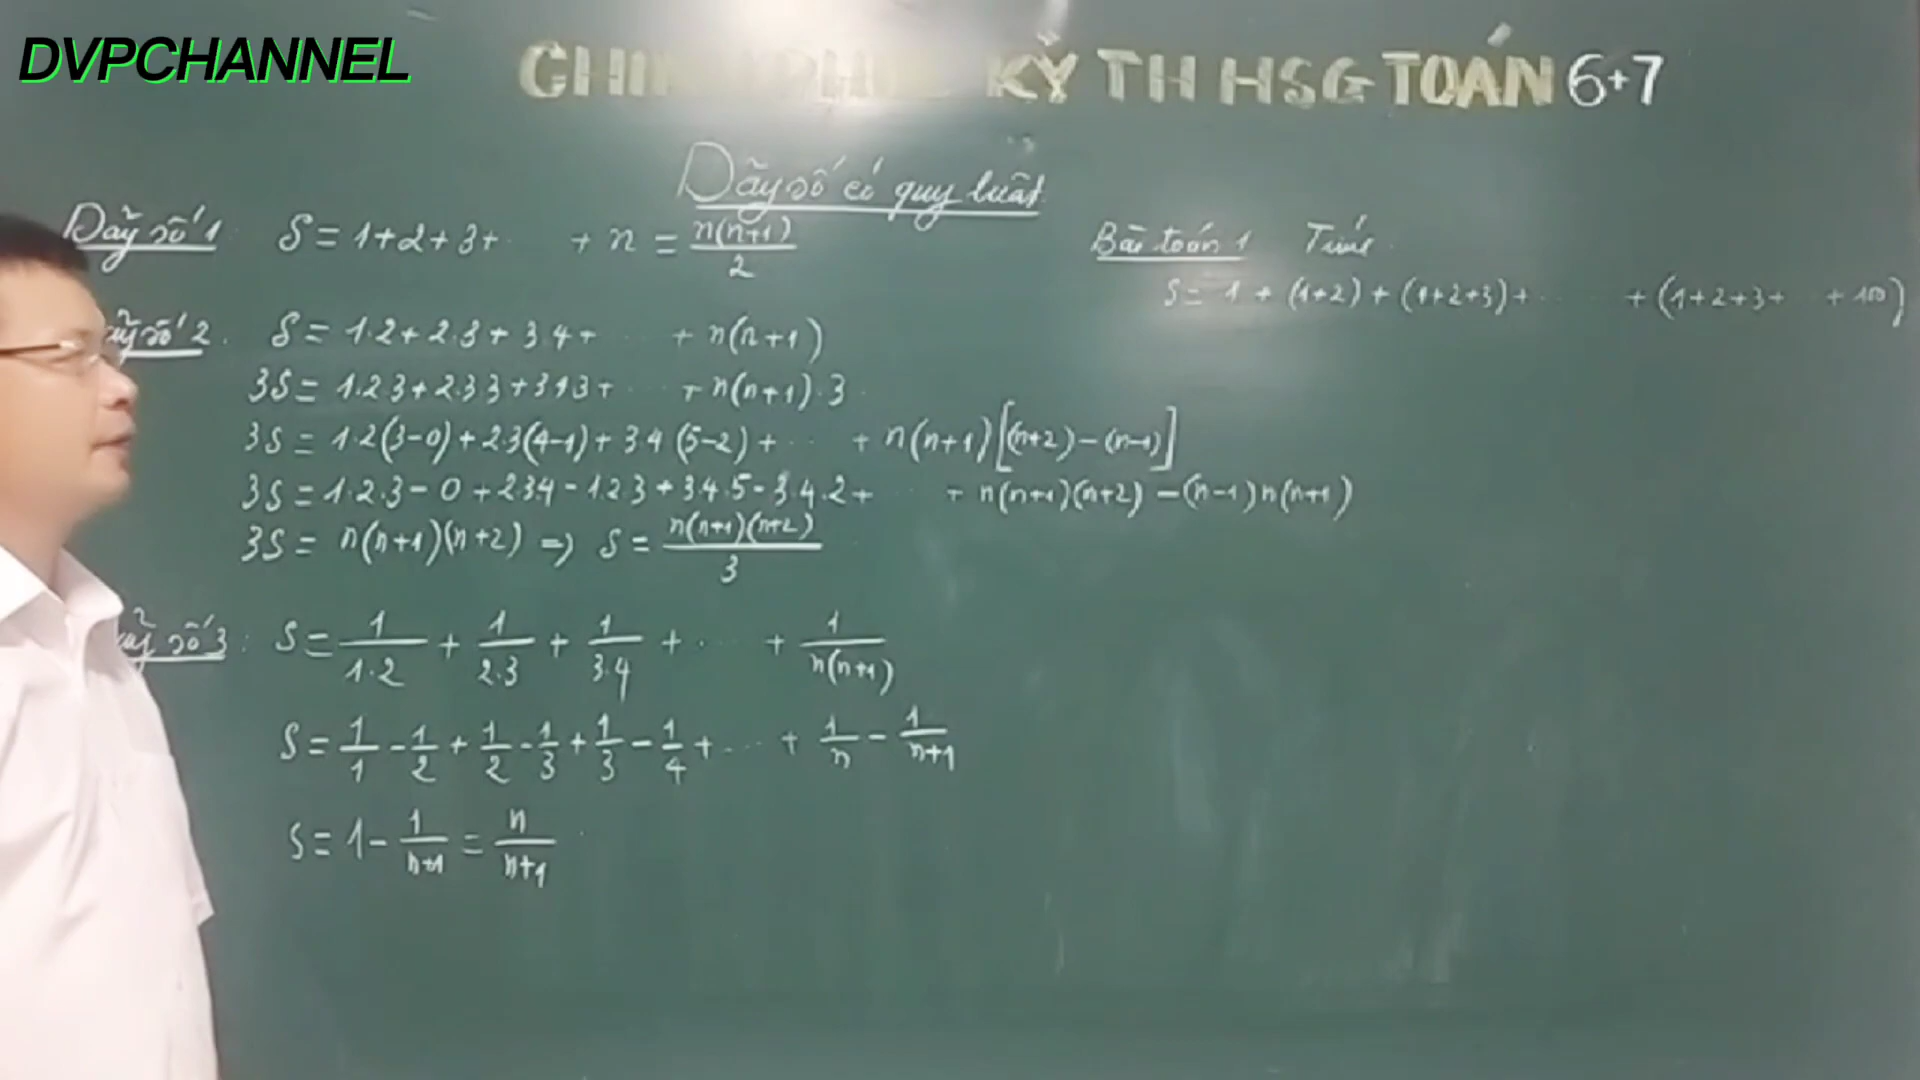 DVPCHANNEL
KỲ TH HSG TOÁN 6+7
Dãy số có quy luật
Dãy số 1 S = 1+2+3+ · + n = n(n+1)/2
số 2. S = 1.2+2.3+3 4+ ··· + n(n+1)
3S = 1.2 3+2.3 3+3 4 3+ ··· + n(n+1).3
3S = 1.2(3-0)+2.3(4-1)+3 4 (5-2)+ ··· + n(n+1)[(n+2)-(n-1)]
3S = 1.2.3-0+2 3 4-1 2 3+3 4.5-3.4.2+ ··· + n(n+1)(n+2)-(n-1)n(n+1)
3S = n(n+1)(n+2) => S = n(n+1)(n+2)/3
số 3: S = 1/1.2 + 1/2.3 + 1/3.4 + ··· + 1/n(n+1)
S = 1/1 - 1/2 + 1/2 - 1/3 + 1/3 - 1/4 + ··· + 1/n - 1/n+1
S = 1 - 1/n+1 = n/n+1
Bài toán 1 Tính
S = 1 + (1+2) + (1+2+3) + ······ + (1+2+3+ ·· +100)